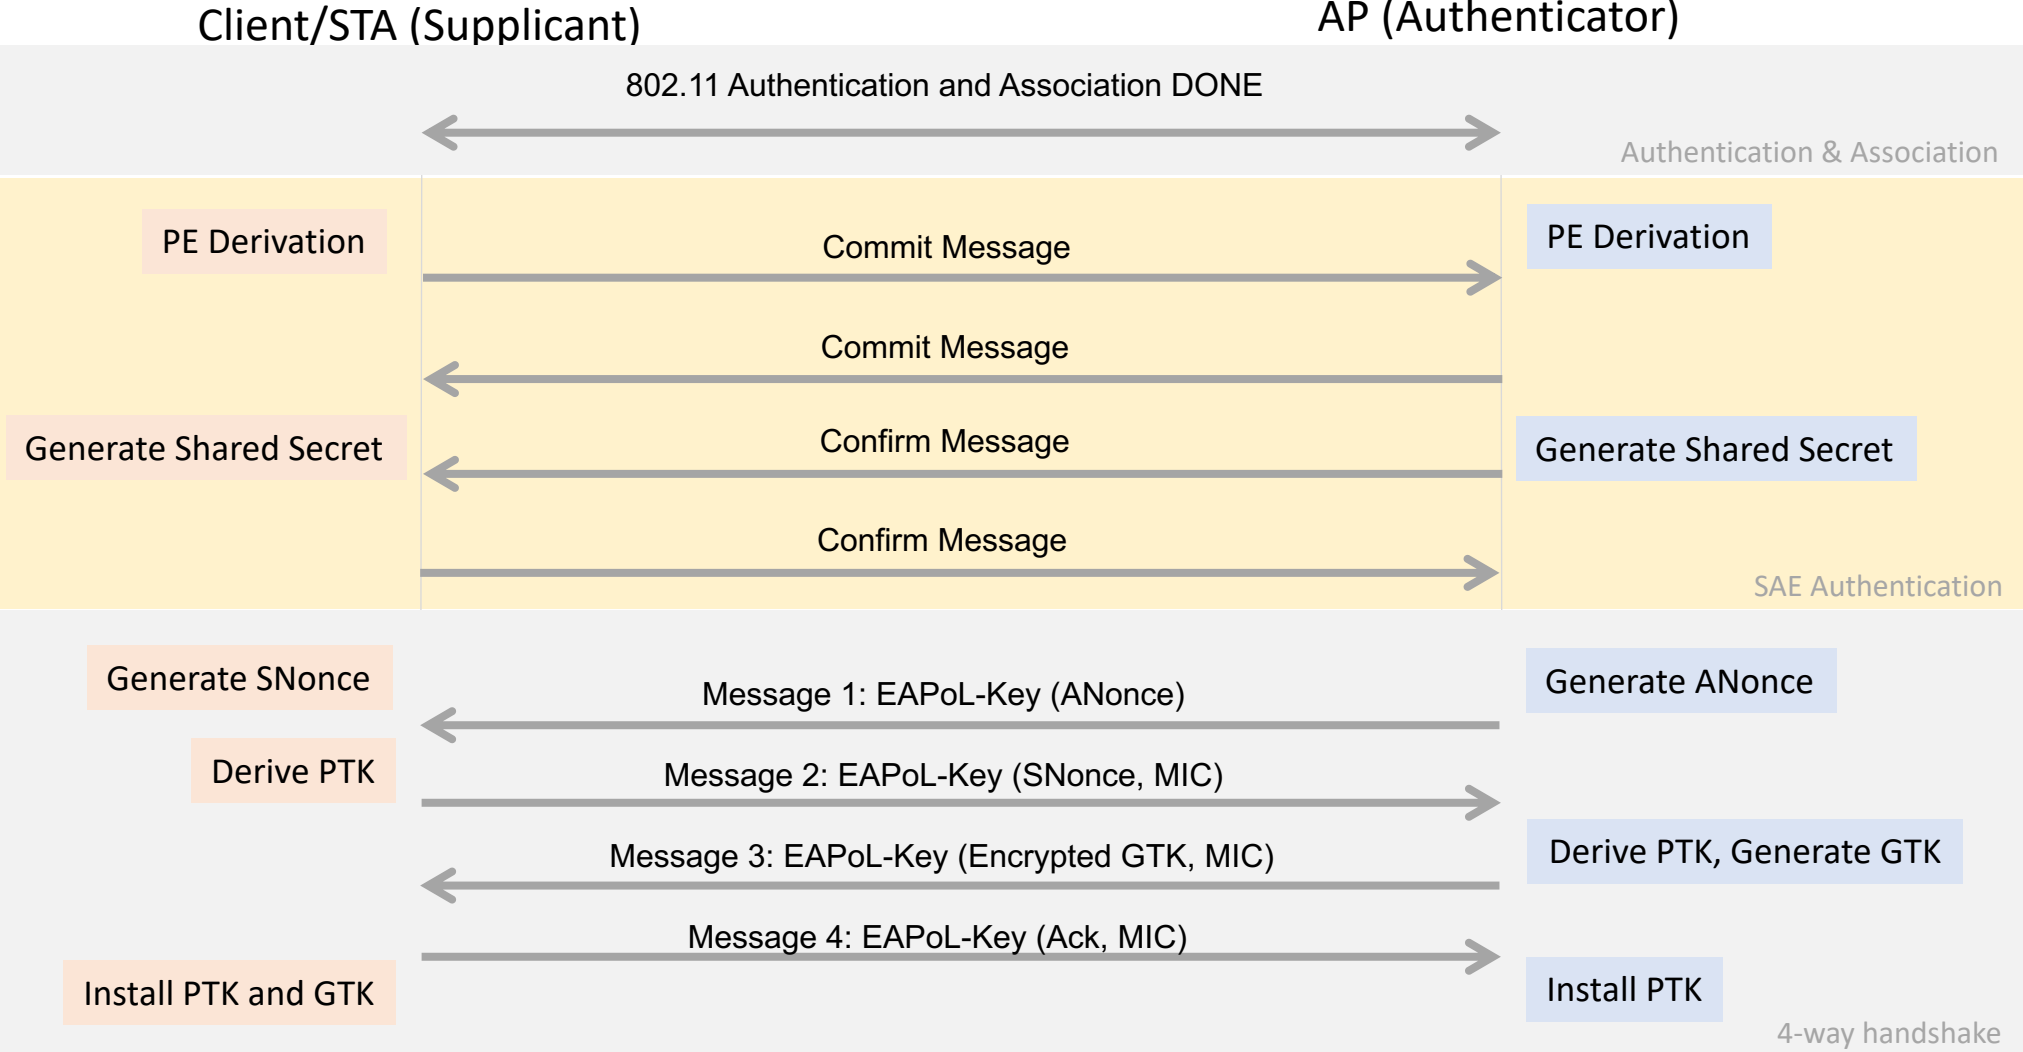 Client/STA (Supplicant)
AP (Authenticator)
802.11 Authentication and Association DONE
Authentication & Association
PE Derivation
Commit Message
PE Derivation
Commit Message
Generate Shared Secret
Confirm Message
Generate Shared Secret
Confirm Message
SAE Authentication
Generate SNonce
Message 1: EAPoL-Key (ANonce)
Generate ANonce
Derive PTK
Message 2: EAPoL-Key (SNonce, MIC)
Message 3: EAPoL-Key (Encrypted GTK, MIC)
Derive PTK, Generate GTK
Message 4: EAPoL-Key (Ack, MIC)
Install PTK and GTK
Install PTK
4-way handshake